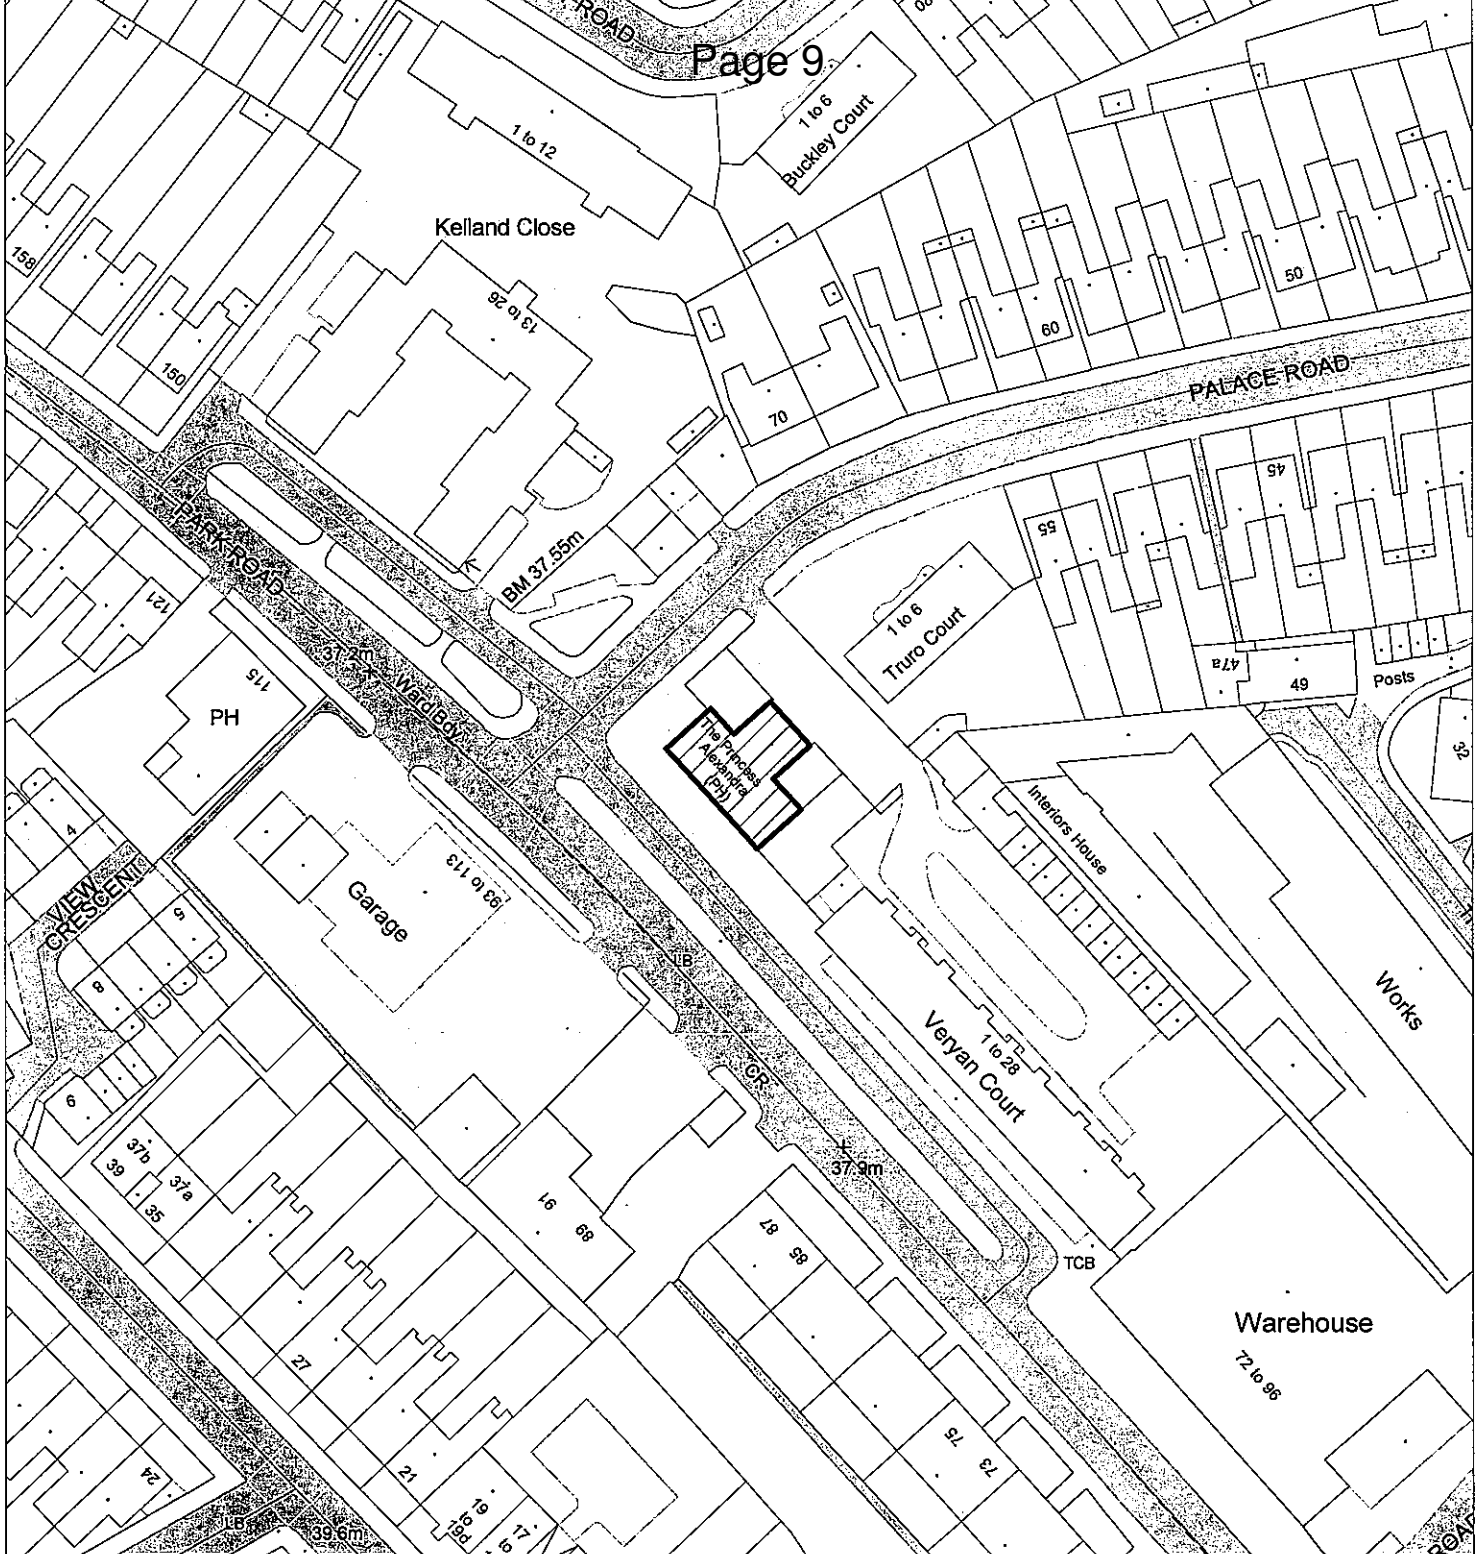 ROAD
Page 9
1 to 6
Buckley Court
1 to 12
Kelland Close
158
13 to 26
150
50
60
70
PALACE ROAD
45
55
PARK ROAD
BM 37.55m
121
1 to 6
Truro Court
47a
49
Posts
32
37.2m
Ward Bdy
115
PH
The Princess
Alexandra
(PH)
Interiors House
4
93 to 113
Garage
VIEW
CRESCENT
5
8
LB
Works
1 to 28
Veryan Court
CR
6
37.9m
37b
39
37a
35
91
89
87
85
TCB
Warehouse
72 to 96
27
75
73
21
24
19
to
19d
17
to
LB
39.6m
ROAD